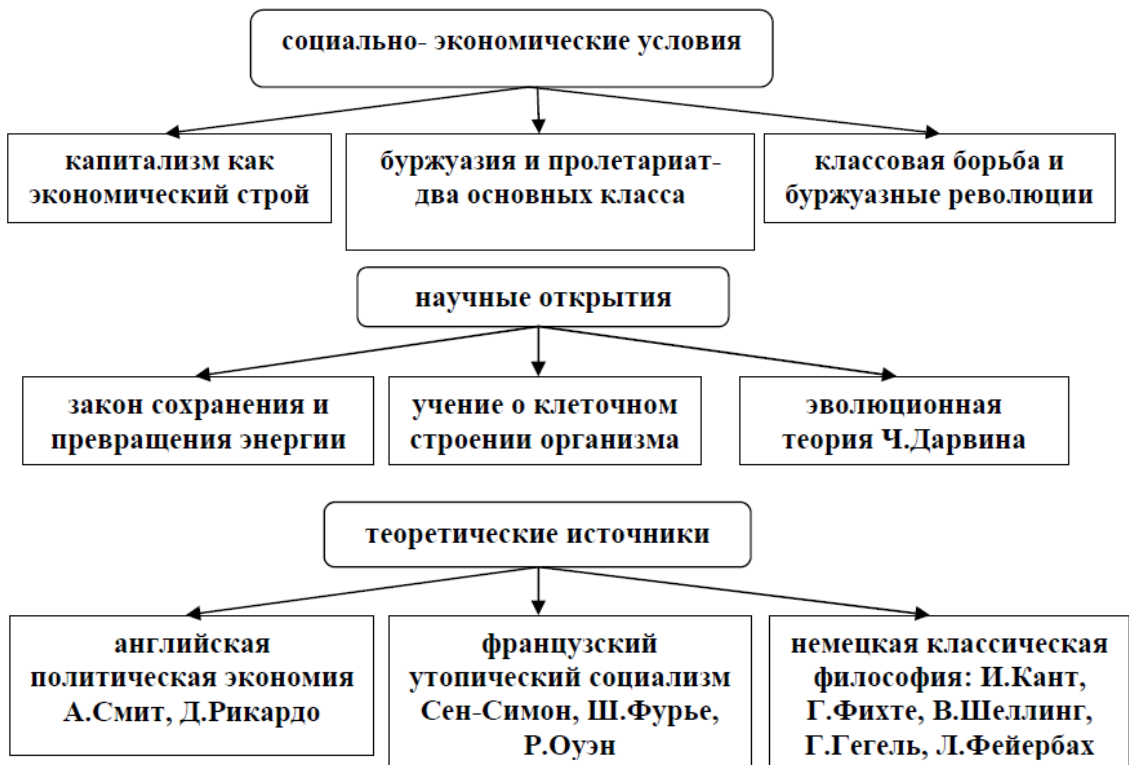 социально- экономические условия
капитализм как
экономический строй
буржуазия и пролетариат-
два основных класса
классовая борьба и
буржуазные революции
научные открытия
закон сохранения и
превращения энергии
учение о клеточном
строении организма
эволюционная
теория Ч.Дарвина
теоретические источники
английская
политическая экономия
А.Смит, Д.Рикардо
французский
утопический социализм
Сен-Симон, Ш.Фурье,
Р.Оуэн
немецкая классическая
философия: И.Кант,
Г.Фихте, В.Шеллинг,
Г.Гегель, Л.Фейербах